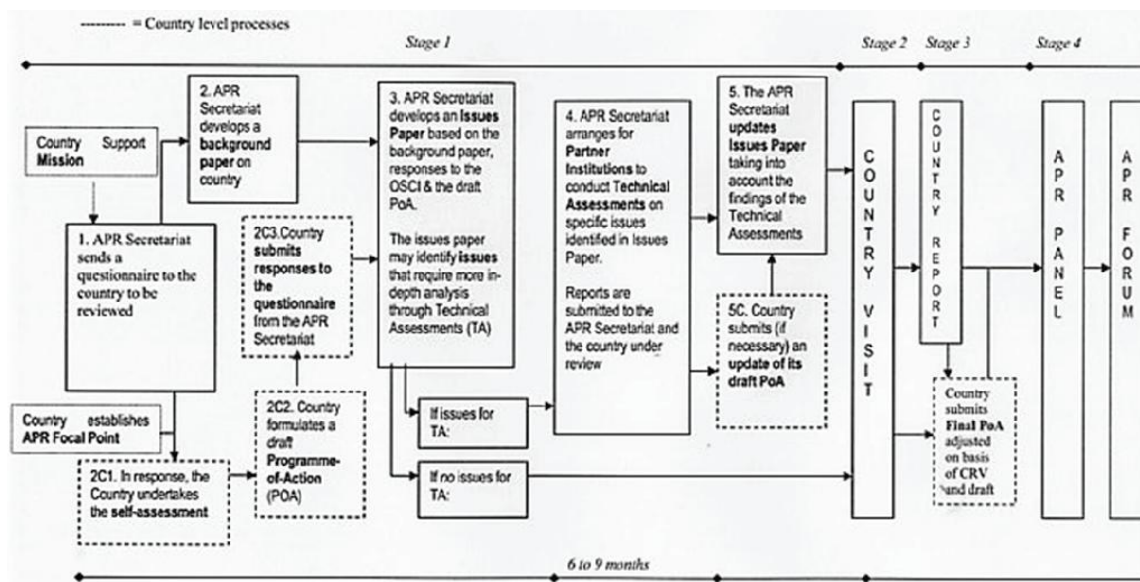 ---------- = Country level processes
Stage 1
Stage 2
Stage 3
Stage 4
Country Support
Mission
1. APR Secretariat
sends a
questionnaire to the
country to be
reviewed
Country establishes
APR Focal Point
2C1. In response, the
Country undertakes
the self-assessment
2. APR
Secretariat
develops a
background
paper on
country
2C3.Country
submits
responses to
the
questionnaire
from the APR
Secretariat
2C2. Country
formulates a
draft
Programme-
of-Action
(POA)
3. APR Secretariat
develops an Issues
Paper based on the
background paper,
responses to the
OSCI & the draft
PoA.
The issues paper
may identify issues
that require more in-
depth analysis
through Technical
Assessments (TA)
If issues for
TA:
If no issues for
TA:
4. APR Secretariat
arranges for
Partner
Institutions to
conduct Technical
Assessments on
specific issues
identified in Issues
Paper.
Reports are
submitted to the
APR Secretariat and
the country under
review
5. The APR
Secretariat
updates
Issues Paper
taking into
account the
findings of the
Technical
Assessments
5C. Country
submits (if
necessary) an
update of its
draft PoA
COUNTRY VISIT
COUNTRY REPORT
Country
submits
Final PoA
adjusted
on basis
of CRV
and draft
APR PANEL
APR FORUM
6 to 9 months